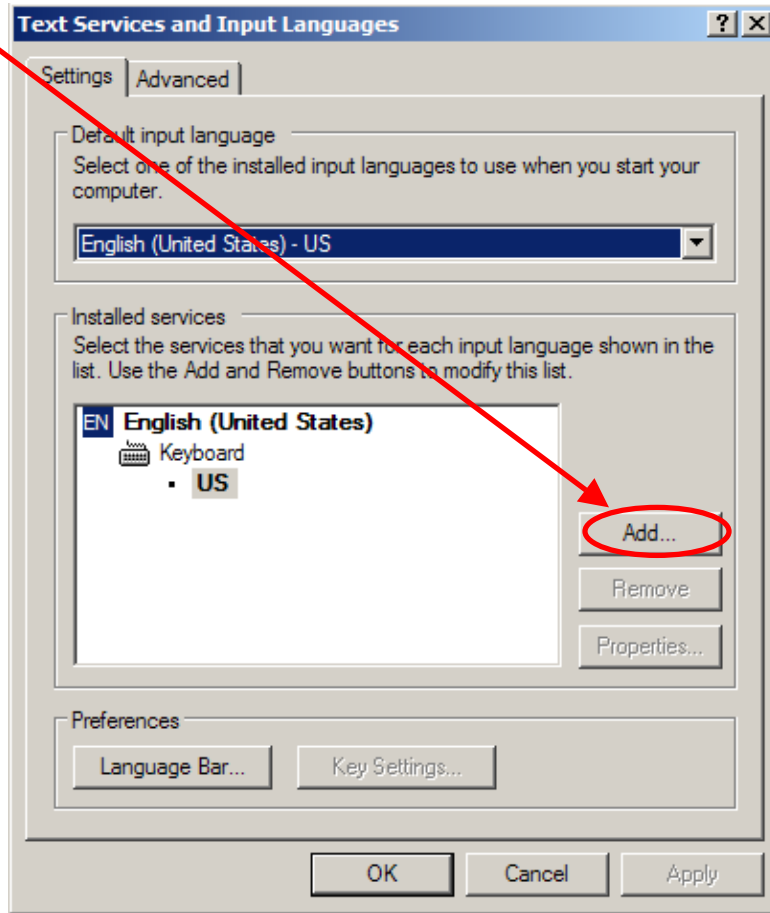 Text Services and Input Languages
Settings
Advanced
Default input language
Select one of the installed input languages to use when you start your
computer.
English (United States) - US
Installed services
Select the services that you want for each input language shown in the
list. Use the Add and Remove buttons to modify this list.
EN English (United States)
Keyboard
US
Add...
Remove
Properties...
Preferences
Language Bar...
Key Settings...
OK
Cancel
Apply